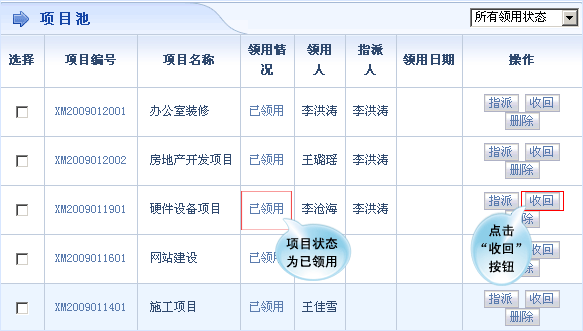 项目池
所有领用状态
选择 项目编号 项目名称 领用情况 领用人 指派人 领用日期 操作
XM2009012001 办公室装修 已领用 李洪涛 李洪涛 指派 收回
删除
XM2009012002 房地产开发项目 已领用 王璐瑶 李洪涛 指派 收回
删除
XM2009011901 硬件设备项目 已领用 李沧海 李洪涛 指派 收回
除
项目状态
为已领用
点击
“收回”
按钮
XM2009011601 网站建设 已领 收回
除
XM2009011401 施工项目 已领用 王佳雪 指派 收回
删除